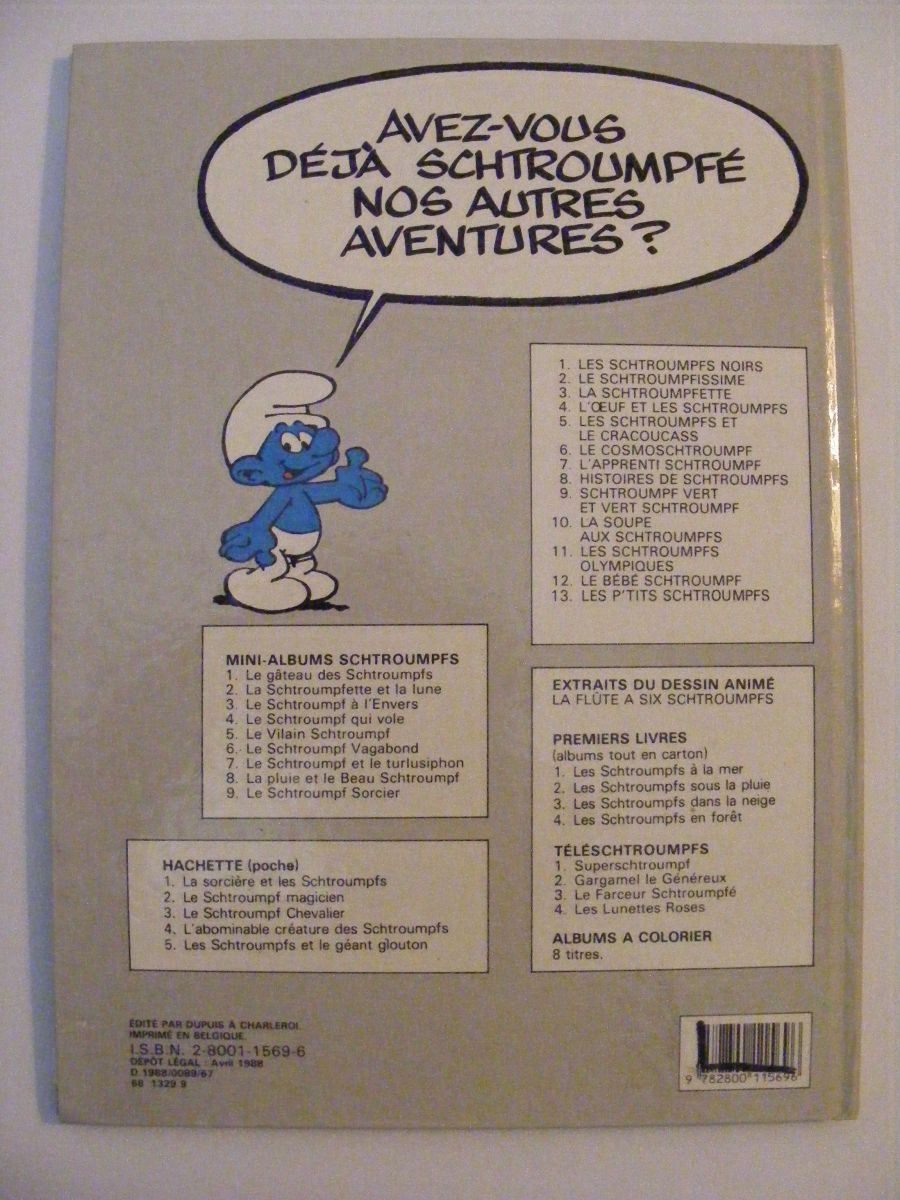 AVEZ-VOUS
DÉJÀ SCHTROUMPFÉ
NOS AUTRES
AVENTURES ?
1. LES SCHTROUMPFS NOIRS
2. LE SCHTROUMPFISSIME
3. LA SCHTROUMPFETTE
4. L'ŒUF ET LES SCHTROUMPFS
5. LES SCHTROUMPFS ET
LE CRACOUCASS
6. LE COSMOSCHTROUMPF
7. L'APPRENTI SCHTROUMPF
8. HISTOIRES DE SCHTROUMPFS
9. SCHTROUMPF VERT
ET VERT SCHTROUMPF
10. LA SOUPE
AUX SCHTROUMPFS
11. LES SCHTROUMPFS
OLYMPIQUES
12. LE BÉBÉ SCHTROUMPF
13. LES P'TITS SCHTROUMPFS
MINI-ALBUMS SCHTROUMPFS
1. Le gâteau des Schtroumpfs
2. La Schtroumpfette et la lune
3. Le Schtroumpf à l'Envers
4. Le Schtroumpf qui vole
5. Le Vilain Schtroumpf
6. Le Schtroumpf Vagabond
7. Le Schtroumpf et le turlusiphon
8. La pluie et le Beau Schtroumpf
9. Le Schtroumpf Sorcier
EXTRAITS DU DESSIN ANIMÉ
LA FLÛTE A SIX SCHTROUMPFS
PREMIERS LIVRES
(albums tout en carton)
1. Les Schtroumpfs à la mer
2. Les Schtroumpfs sous la pluie
3. Les Schtroumpfs dans la neige
4. Les Schtroumpfs en forêt
TÉLÉSCHTROUMPFS
1. Superschtroumpf
2. Gargamel le Généreux
3. Le Farceur Schtroumpfé
4. Les Lunettes Roses
ALBUMS A COLORIER
8 titres.
HACHETTE (poche)
1. La sorcière et les Schtroumpfs
2. Le Schtroumpf magicien
3. Le Schtroumpf Chevalier
4. L'abominable créature des Schtroumpfs
5. Les Schtroumpfs et le géant glouton
ÉDITÉ PAR DUPUIS À CHARLEROI.
IMPRIMÉ EN BELGIQUE.
I.S.B.N. 2-8001-1569-6
DÉPÔT LÉGAL : Avril 1988
D 1988/0089/67
68 1329 9
9 782800 115696